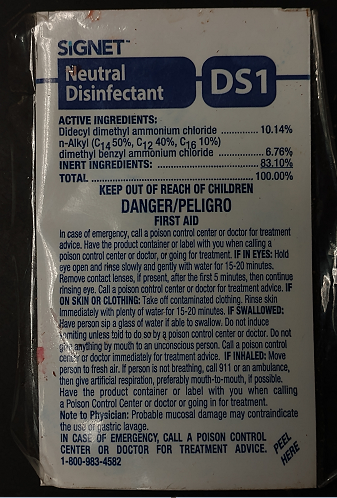 SIGNET™
Neutral
Disinfectant
DS1
ACTIVE INGREDIENTS:
Didecyl dimethyl ammonium chloride .............. 10.14%
n-Alkyl (C14 50%, C12 40%, C16 10%)
dimethyl benzyl ammonium chloride ............... 6.76%
INERT INGREDIENTS: ................................... 83.10%
TOTAL ..................................................... 100.00%
KEEP OUT OF REACH OF CHILDREN
DANGER/PELIGRO
FIRST AID
In case of emergency, call a poison control center or doctor for treatment
advice. Have the product container or label with you when calling a
poison control center or doctor, or going for treatment. IF IN EYES: Hold
eye open and rinse slowly and gently with water for 15-20 minutes.
Remove contact lenses, if present, after the first 5 minutes, then continue
rinsing eye. Call a poison control center or doctor for treatment advice. IF
ON SKIN OR CLOTHING: Take off contaminated clothing. Rinse skin
immediately with plenty of water for 15-20 minutes. IF SWALLOWED:
Have person sip a glass of water if able to swallow. Do not induce
vomiting unless told to do so by a poison control center or doctor. Do not
give anything by mouth to an unconscious person. Call a poison control
center or doctor immediately for treatment advice. IF INHALED: Move
person to fresh air. If person is not breathing, call 911 or an ambulance,
then give artificial respiration, preferably mouth-to-mouth, if possible.
Have the product container or label with you when calling
a Poison Control Center or doctor or going in for treatment.
Note to Physician: Probable mucosal damage may contraindicate
the use of gastric lavage.
IN CASE OF EMERGENCY, CALL A POISON CONTROL
CENTER OR DOCTOR FOR TREATMENT ADVICE.
1-800-983-4582
PEEL
HERE